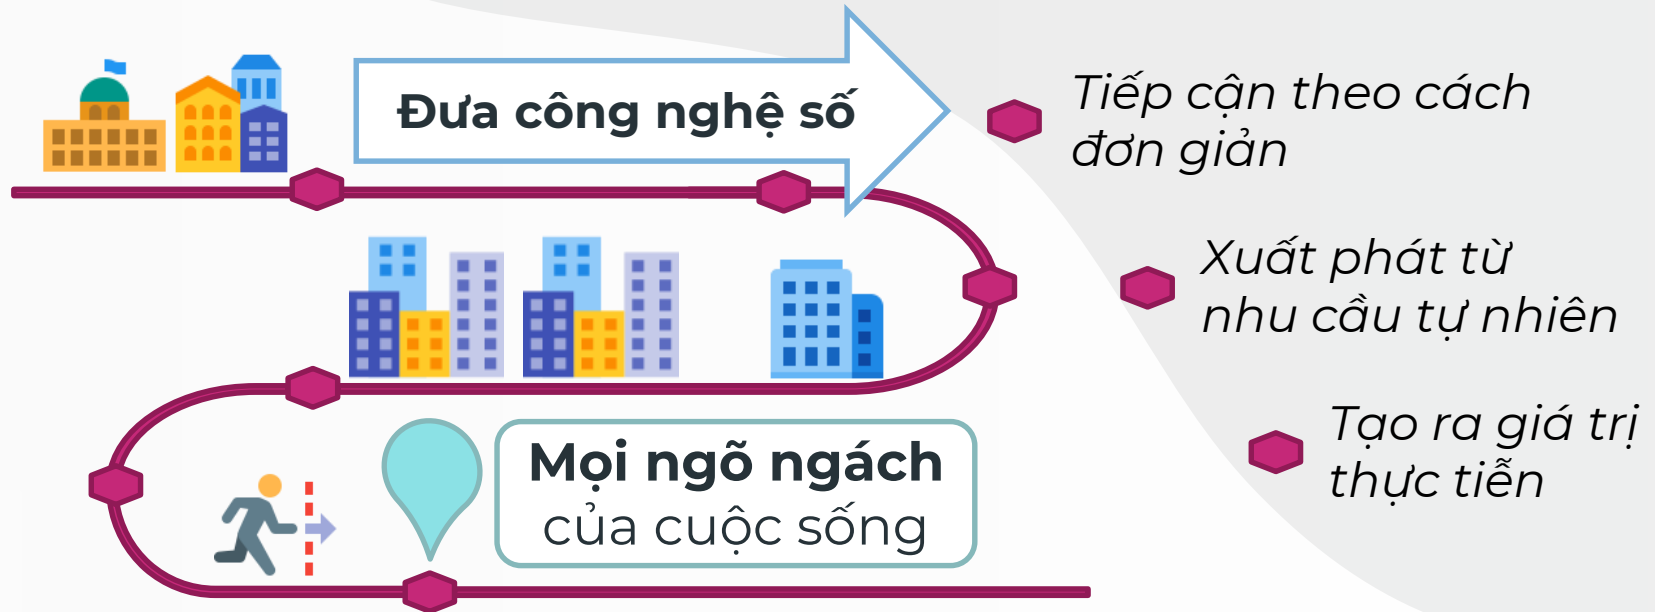 Đưa công nghệ số
Mọi ngõ ngách
của cuộc sống
Tiếp cận theo cách
đơn giản
Xuất phát từ
nhu cầu tự nhiên
Tạo ra giá trị
thực tiễn